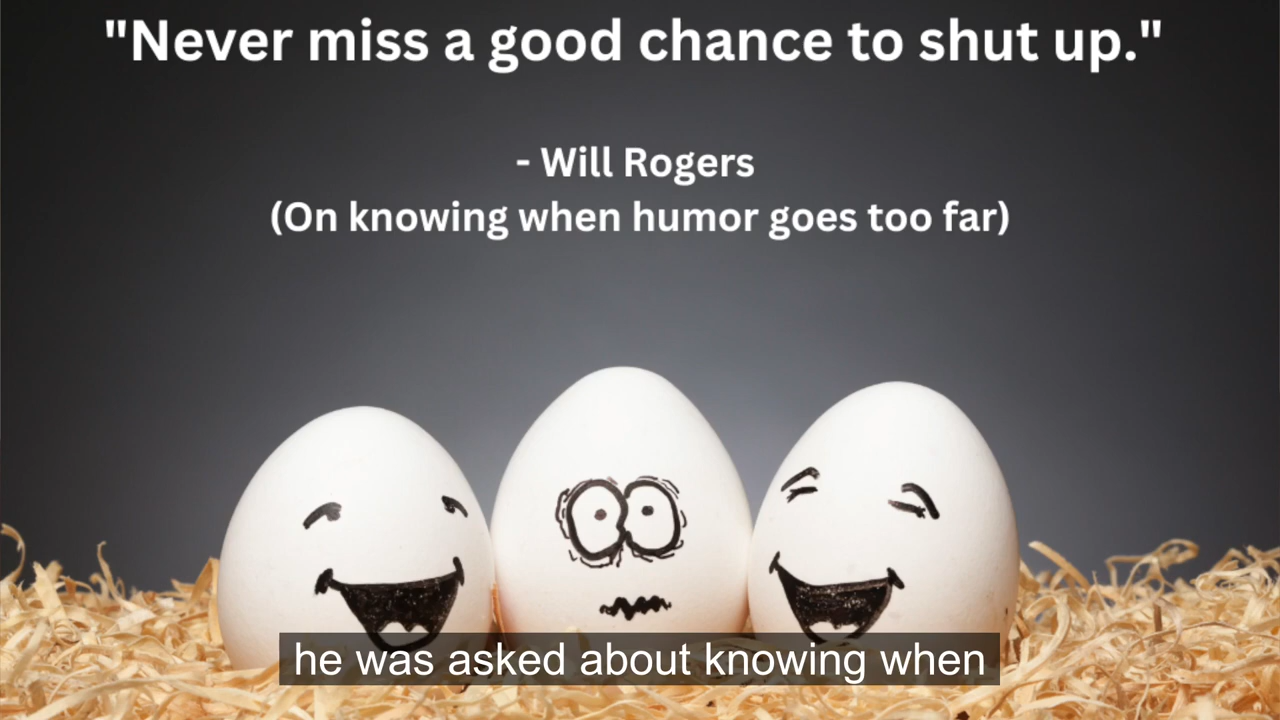 "Never miss a good chance to shut up."
- Will Rogers
(On knowing when humor goes too far)
he was asked about knowing when